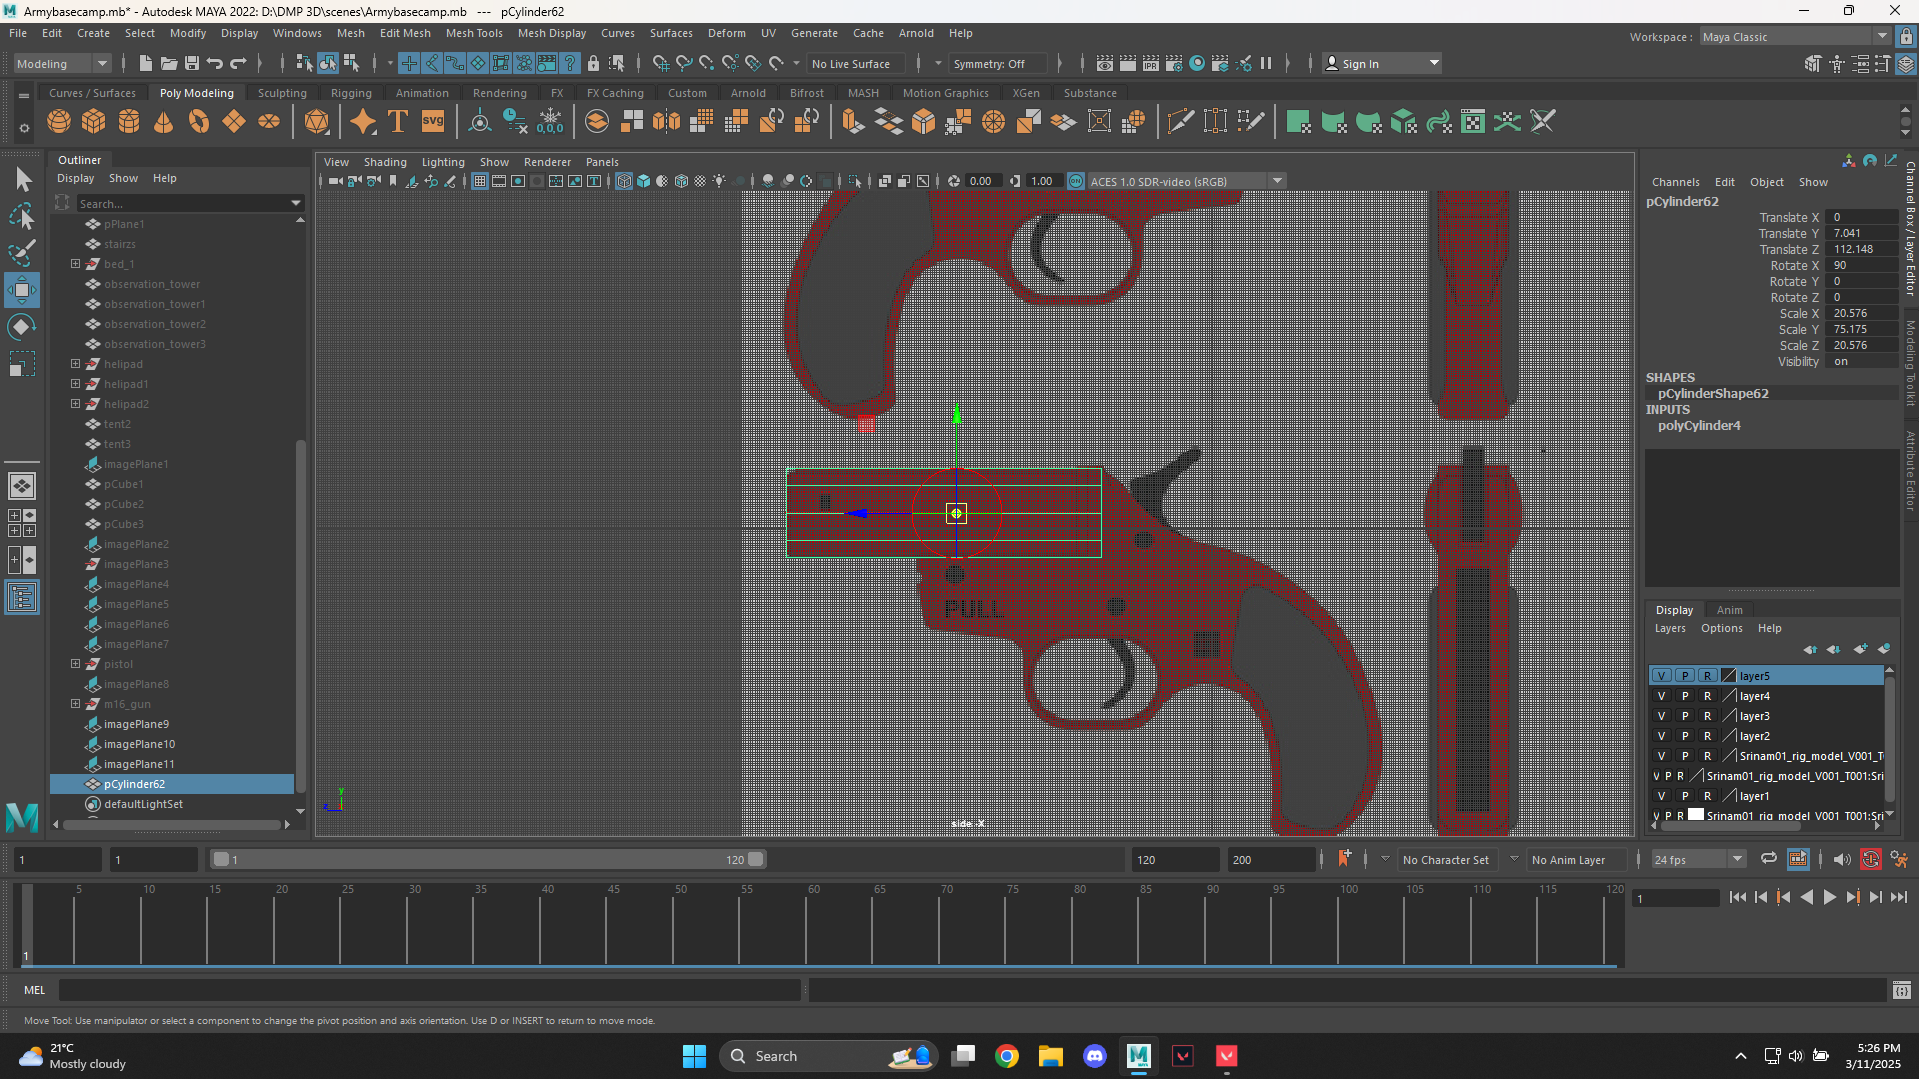 Armybasecamp.mb* - Autodesk MAYA 2022: D:\DMP 3D\scenes\Armybasecamp.mb   ---   pCylinder62
File Edit Create Select Modify Display Windows Mesh Edit Mesh Mesh Tools Mesh Display Curves Surfaces Deform UV Generate Cache Arnold Help
Workspace : Maya Classic
Modeling No Live Surface Symmetry: Off Sign In
Curves / Surfaces Poly Modeling Sculpting Rigging Animation Rendering FX FX Caching Custom Arnold Bifrost MASH Motion Graphics XGen Substance
svg
0,0,0
Outliner
Display Show Help
Search...
pPlane1
stairzs
bed_1
observation_tower
observation_tower1
observation_tower2
observation_tower3
helipad
helipad1
helipad2
tent2
tent3
imagePlane1
pCube1
pCube2
pCube3
imagePlane2
imagePlane3
imagePlane4
imagePlane5
imagePlane6
imagePlane7
pistol
imagePlane8
m16_gun
imagePlane9
imagePlane10
imagePlane11
pCylinder62
defaultLightSet
View Shading Lighting Show Renderer Panels
0.00 1.00 ACES 1.0 SDR-video (sRGB)
PULL
y
z
side -X
Channels Edit Object Show
pCylinder62
Translate X 0
Translate Y 7.041
Translate Z 112.148
Rotate X 90
Rotate Y 0
Rotate Z 0
Scale X 20.576
Scale Y 75.175
Scale Z 20.576
Visibility on
SHAPES
pCylinderShape62
INPUTS
polyCylinder4
Channel Box / Layer Editor
Modeling Toolkit
Attribute Editor
Display Anim
Layers Options Help
V P R layer5
V P R layer4
V P R layer3
V P R layer2
V P R Srinam01_rig_model_V001_T
V P R Srinam01_rig_model_V001_T001:Sri
V P R layer1
V P R Srinam01_rig_model_V001_T001:Sri
1 1 1 120 120 200 No Character Set No Anim Layer 24 fps
5 10 15 20 25 30 35 40 45 50 55 60 65 70 75 80 85 90 95 100 105 110 115 120
1
1
MEL
Move Tool: Use manipulator or select a component to change the pivot position and axis orientation. Use D or INSERT to return to move mode.
21°C
Mostly cloudy
Search
5:26 PM
3/11/2025